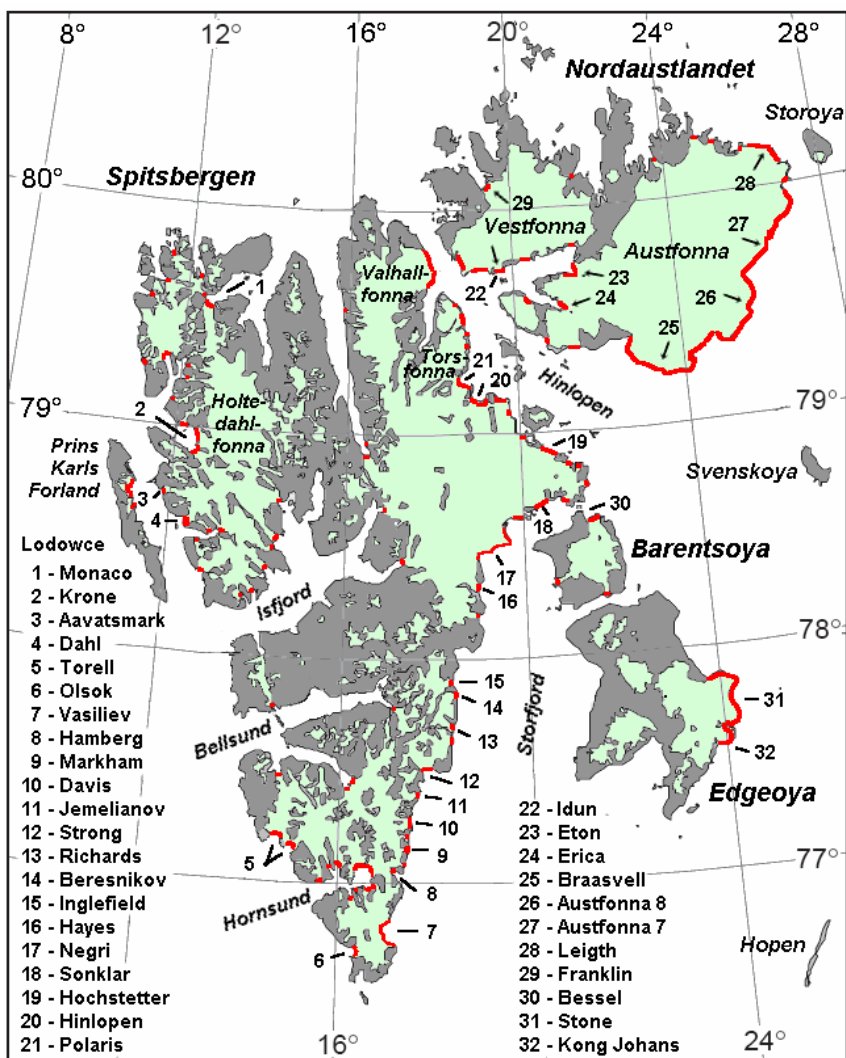 8° 12° 16° 20° 24° 28°
Nordaustlandet
Storoya
80°
Spitsbergen
28
29
Vestfonna
27
Austfonna
Valhall-
fonna
1
22
23
26
24
25
Tors-
fonna
21
20
Hinlopen
79°
79°
2
Holte-
dahl-
fonna
19
Prins
Karls
Forland
Svenskoya
3
4
30
18
Barentsoya
17
Isfjord
16
78°
Storfjord
15
14
31
Bellsund
13
32
12
Edgeoya
11
10
77°
5
9
8
Hornsund
7
Hopen
6
16°
24°
Lodowce
1 - Monaco
2 - Krone
3 - Aavatsmark
4 - Dahl
5 - Torell
6 - Olsok
7 - Vasiliev
8 - Hamberg
9 - Markham
10 - Davis
11 - Jemelianov
12 - Strong
13 - Richards
14 - Beresnikov
15 - Inglefield
16 - Hayes
17 - Negri
18 - Sonklar
19 - Hochstetter
20 - Hinlopen
21 - Polaris
22 - Idun
23 - Eton
24 - Erica
25 - Braasvell
26 - Austfonna 8
27 - Austfonna 7
28 - Leigth
29 - Franklin
30 - Bessel
31 - Stone
32 - Kong Johans